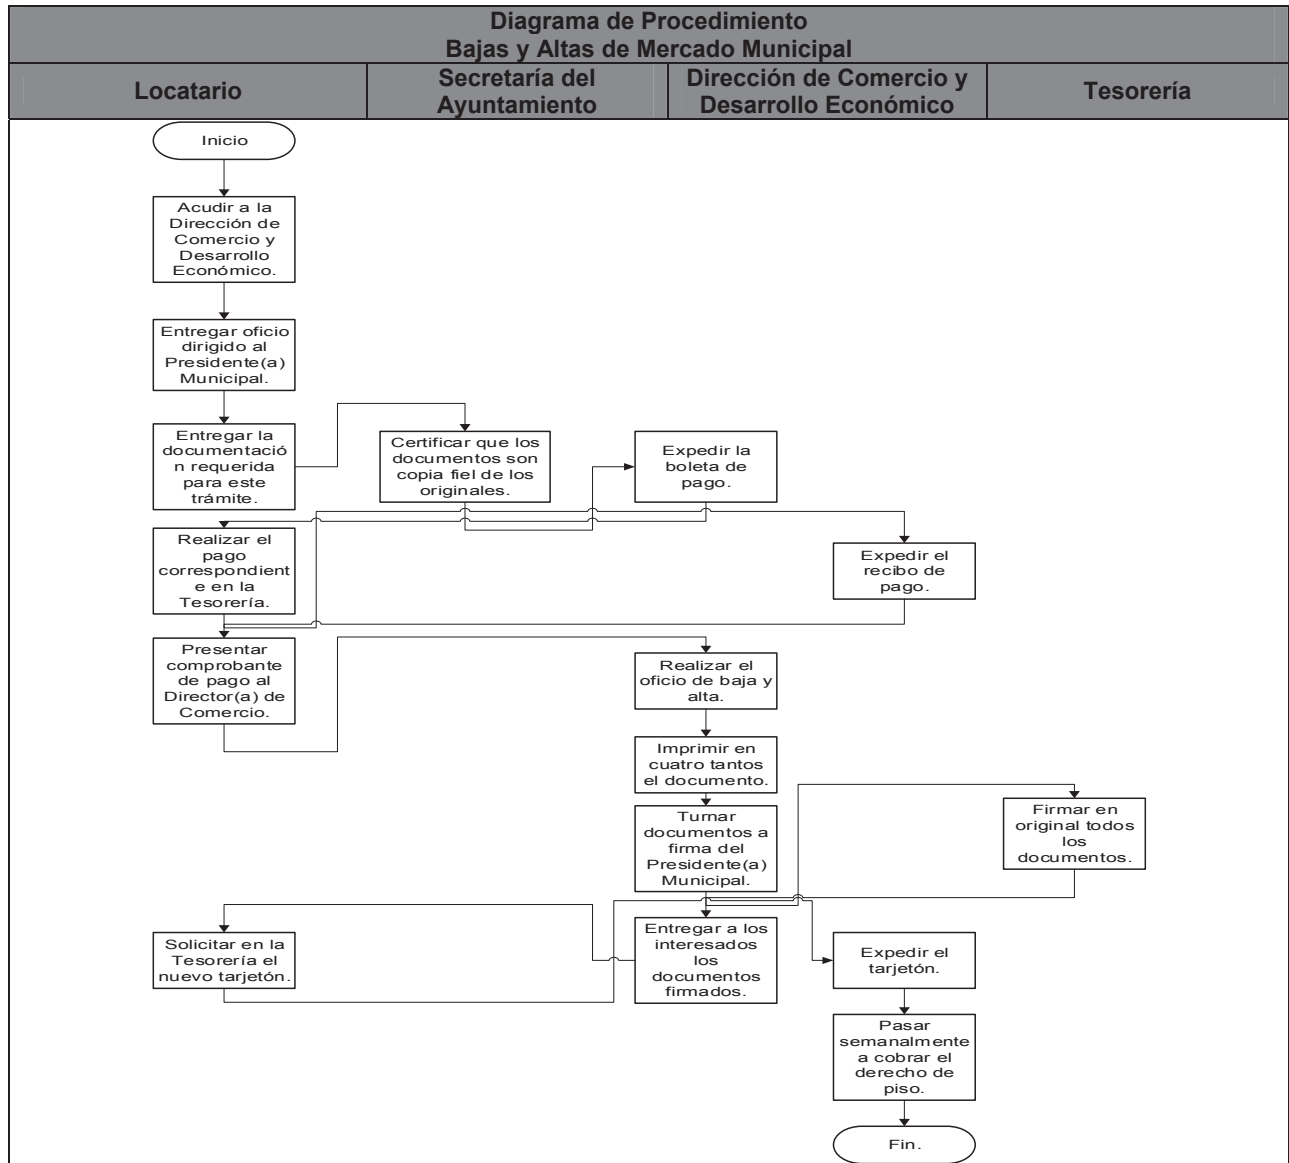 Diagrama de Procedimiento
Bajas y Altas de Mercado Municipal
Locatario
Secretaría del
Ayuntamiento
Dirección de Comercio y
Desarrollo Económico
Tesorería
Inicio
Acudir a la
Dirección de
Comercio y
Desarrollo
Económico.
Entregar oficio
dirigido al
Presidente(a)
Municipal.
Entregar la
documentació
n requerida
para este
trámite.
Certificar que los
documentos son
copia fiel de los
originales.
Expedir la
boleta de
pago.
Realizar el
pago
correspondient
e en la
Tesorería.
Expedir el
recibo de
pago.
Presentar
comprobante
de pago al
Director(a) de
Comercio.
Realizar el
oficio de baja y
alta.
Imprimir en
cuatro tantos
el documento.
Turnar
documentos a
firma del
Presidente(a)
Municipal.
Firmar en
original todos
los
documentos.
Entregar a los
interesados
los
documentos
firmados.
Solicitar en la
Tesorería el
nuevo tarjetón.
Expedir el
tarjetón.
Pasar
semanalmente
a cobrar el
derecho de
piso.
Fin.